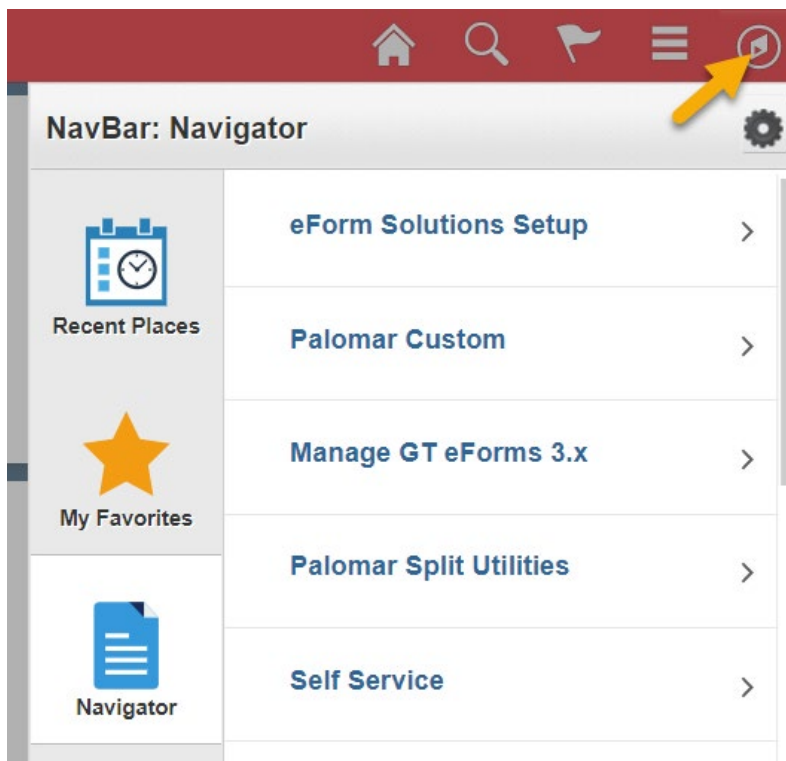 NavBar: Navigator
Recent Places
My Favorites
Navigator
eForm Solutions Setup
Palomar Custom
Manage GT eForms 3.x
Palomar Split Utilities
Self Service